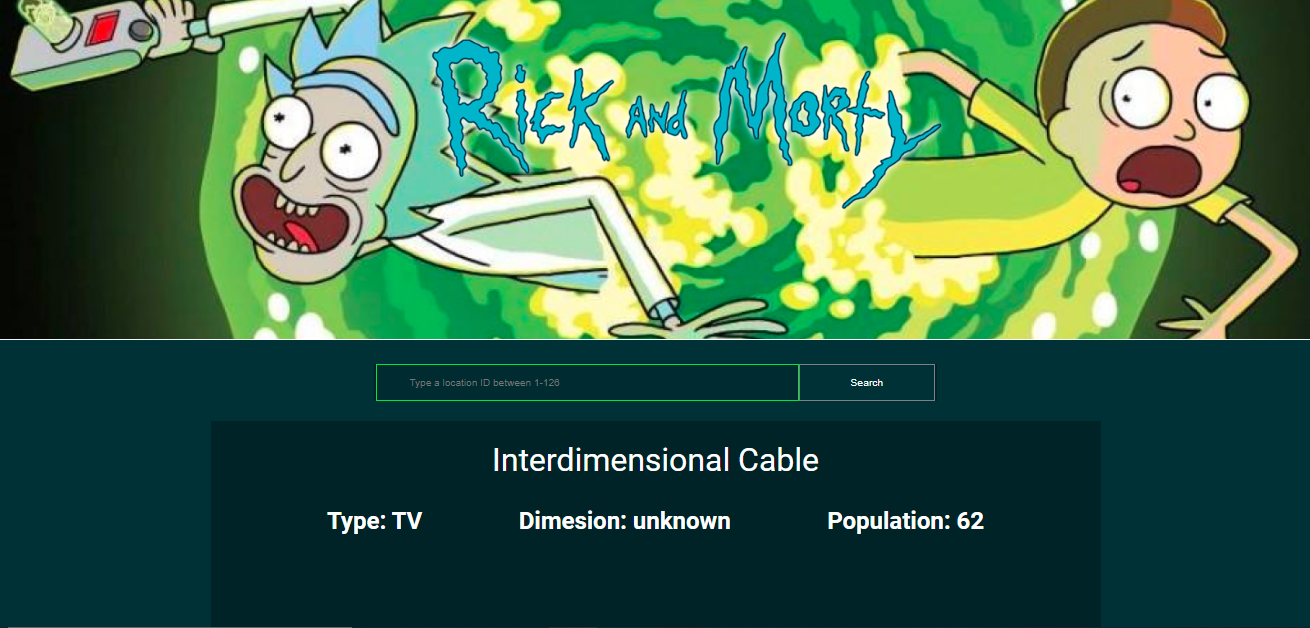 Rick and Morty
Type a location ID between 1-126
Search
Interdimensional Cable
Type: TV
Dimesion: unknown
Population: 62